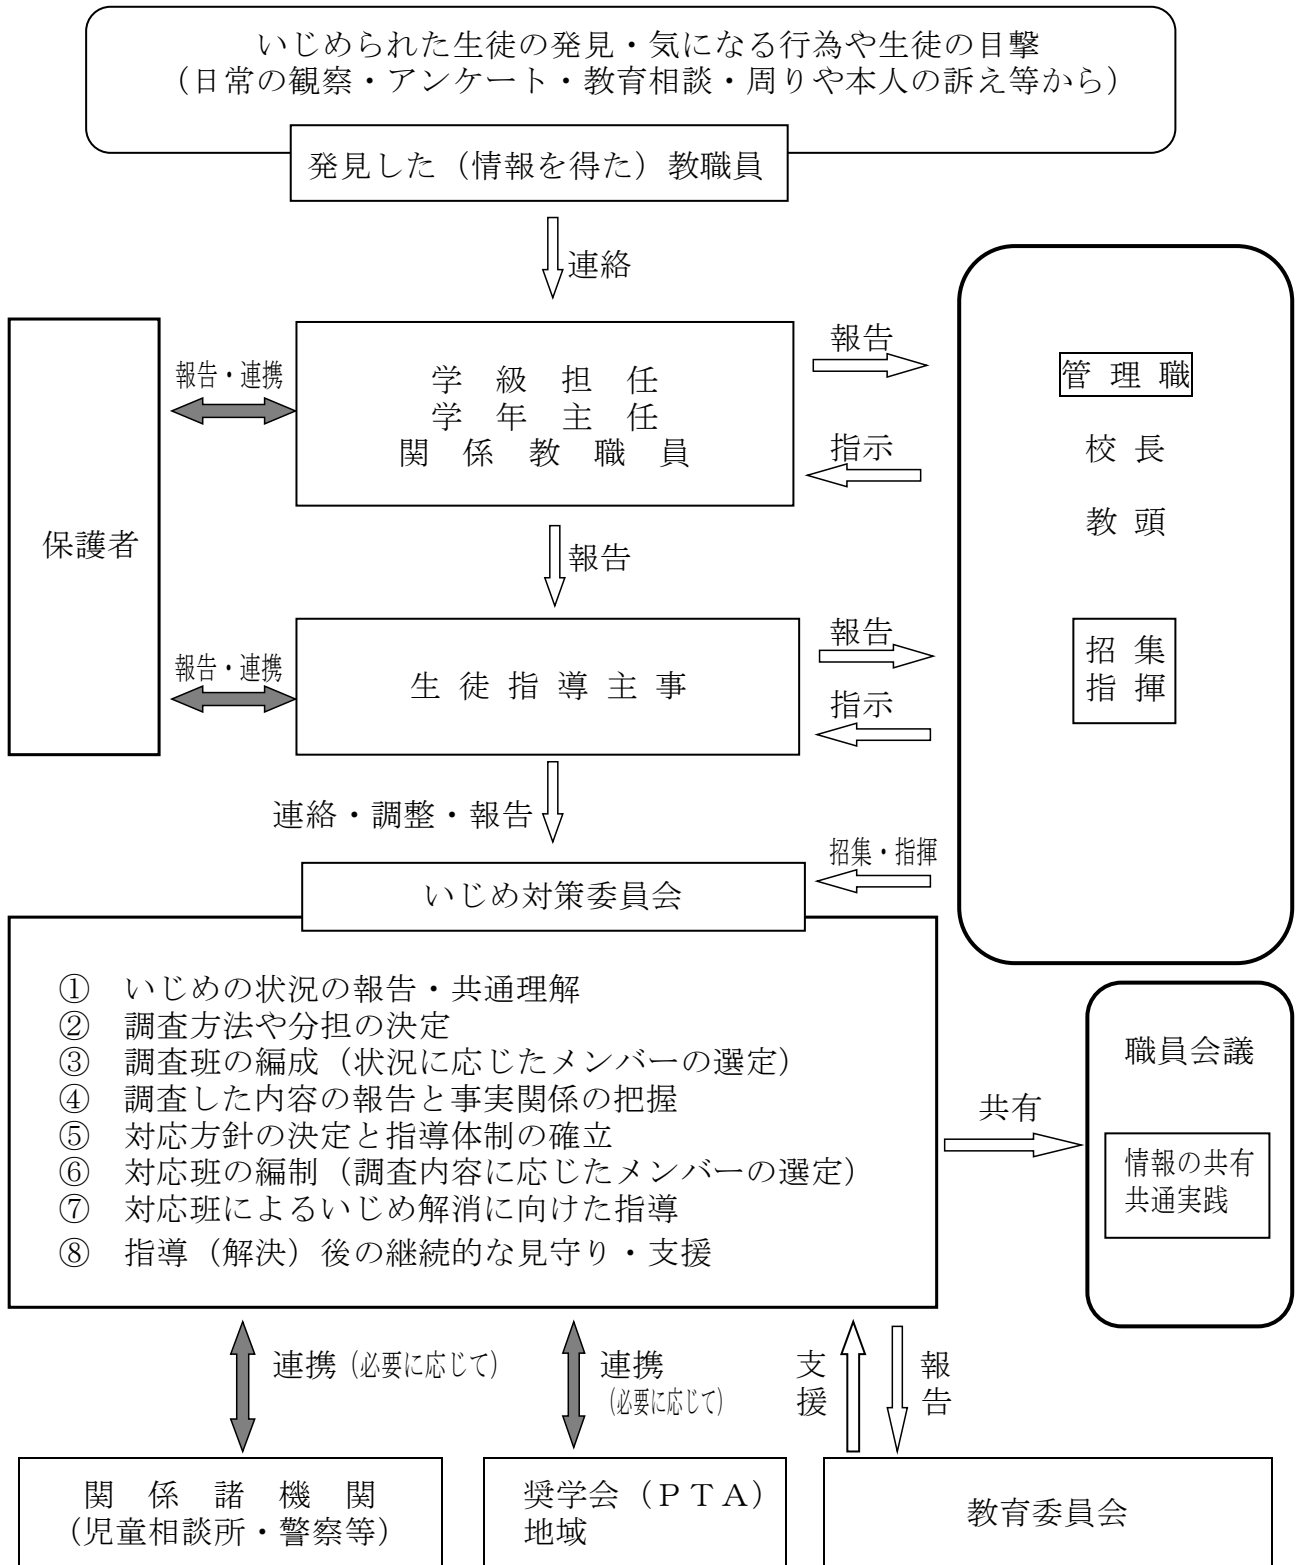 いじめられた生徒の発見・気になる行為や生徒の目撃
（日常の観察・アンケート・教育相談・周りや本人の訴え等から）
発見した（情報を得た）教職員
連絡
報告・連携
学級担任
学年主任
関係教職員
報告
指示
管理職
校長
教頭
保護者
報告
報告・連携
生徒指導主事
報告
指示
招集
指揮
連絡・調整・報告
招集・指揮
いじめ対策委員会
① いじめの状況の報告・共通理解
② 調査方法や分担の決定
③ 調査班の編成（状況に応じたメンバーの選定）
④ 調査した内容の報告と事実関係の把握
⑤ 対応方針の決定と指導体制の確立
⑥ 対応班の編制（調査内容に応じたメンバーの選定）
⑦ 対応班によるいじめ解消に向けた指導
⑧ 指導（解決）後の継続的な見守り・支援
共有
職員会議
情報の共有
共通実践
連携（必要に応じて）
連携
（必要に応じて）
支援
報告
関係諸機関
（児童相談所・警察等）
奨学会（ＰＴＡ）
地域
教育委員会